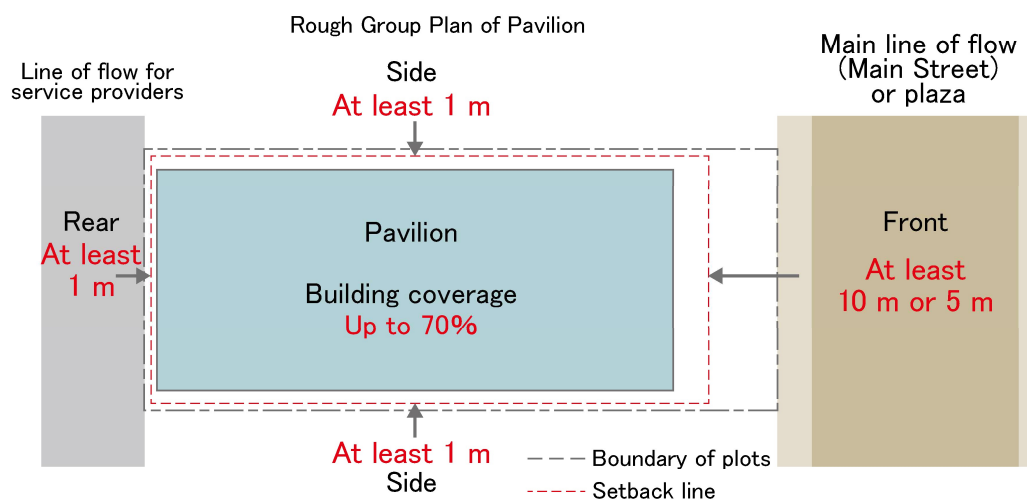 Rough Group Plan of Pavilion
Line of flow for
service providers
Side
At least 1 m
Main line of flow
(Main Street)
or plaza
Rear
At least
1 m
Pavilion
Building coverage
Up to 70%
Front
At least
10 m or 5 m
At least 1 m
Side
Boundary of plots
Setback line